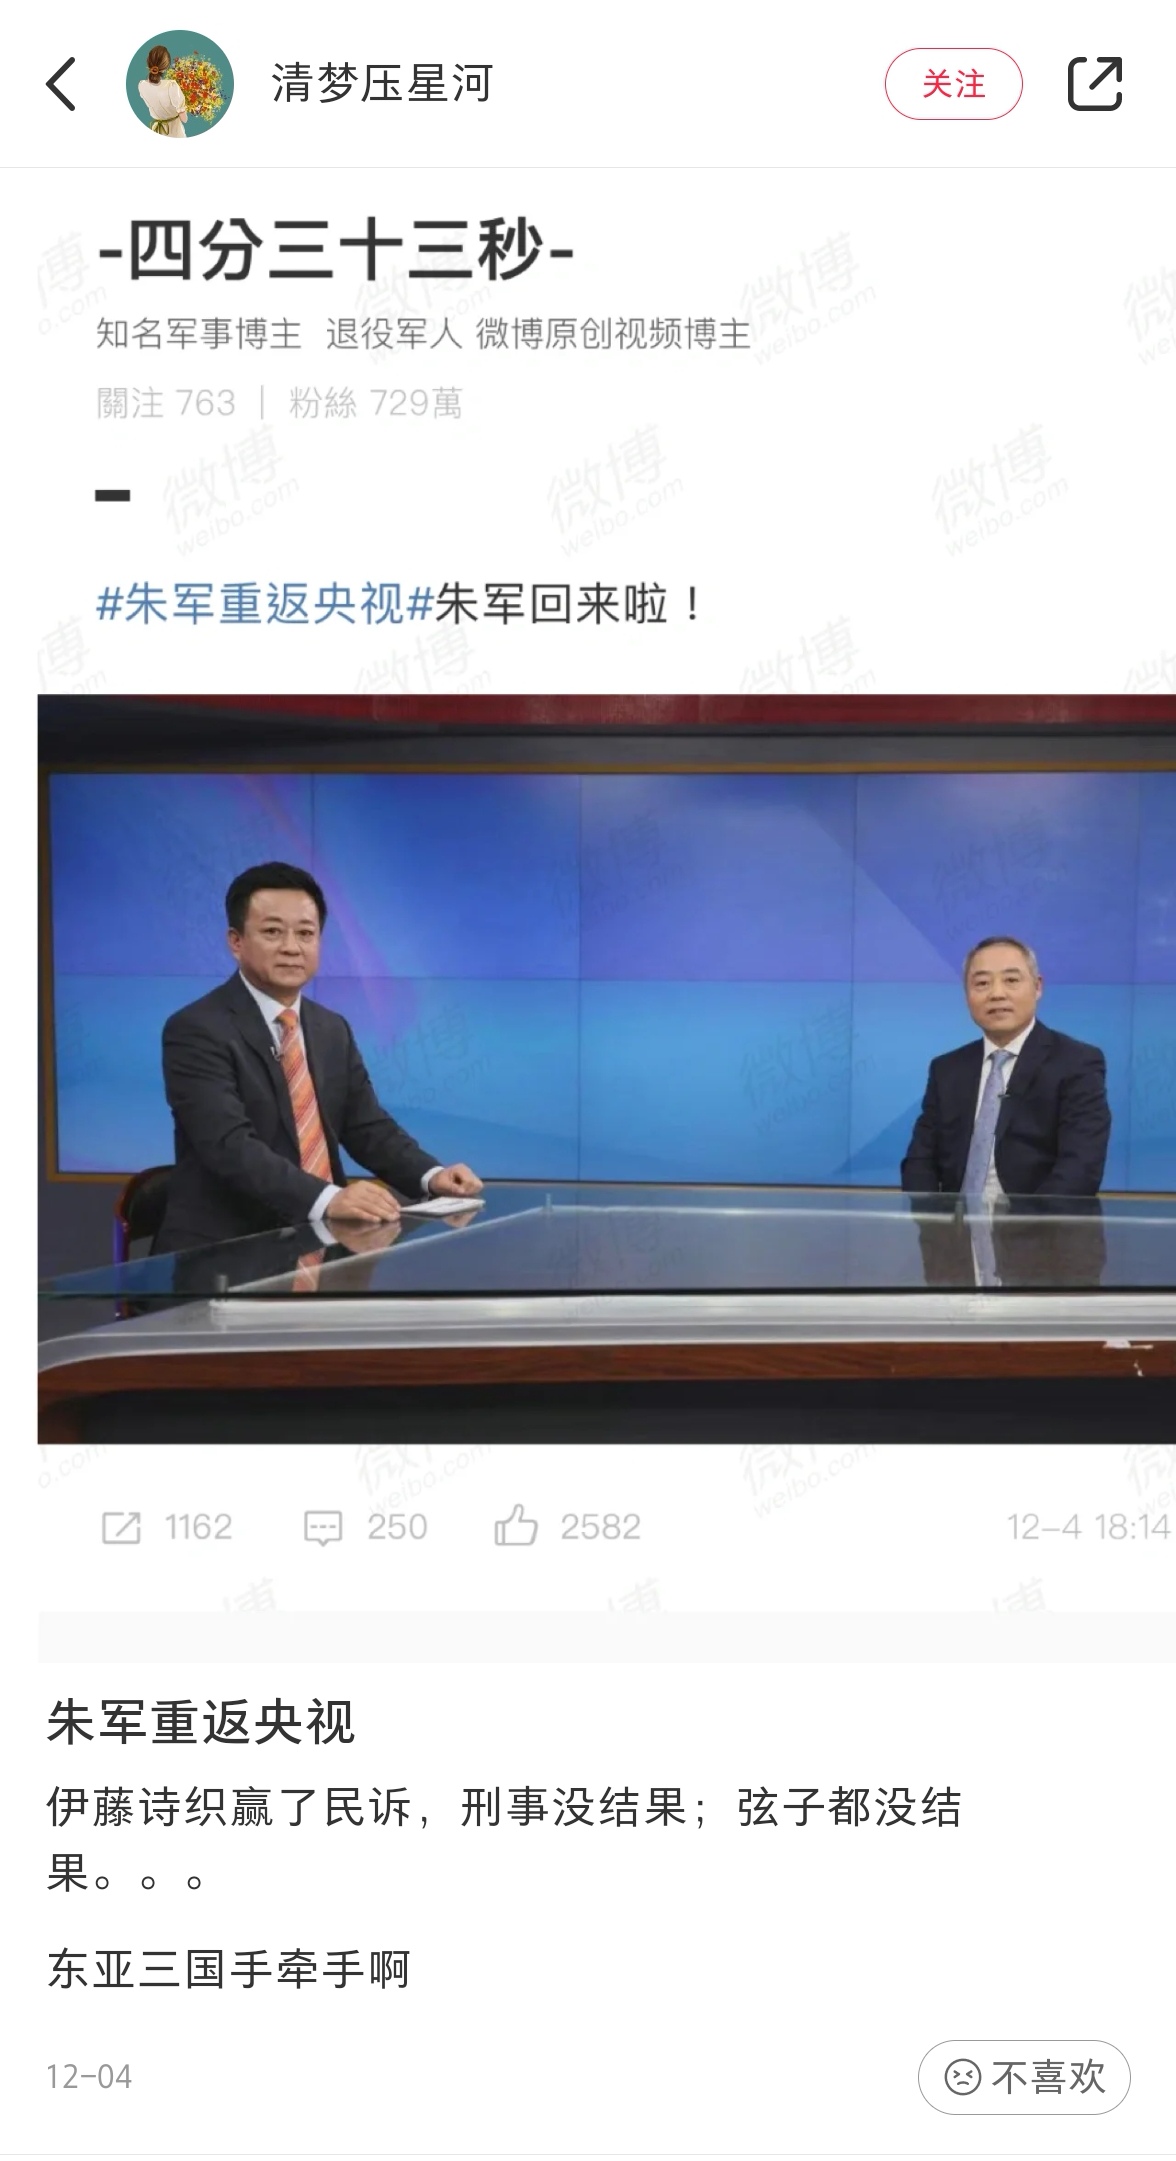 清梦压星河
关注
-四分三十三秒-
知名军事博主 退役军人 微博原创视频博主
關注 763 | 粉絲 729萬
#朱军重返央视#朱军回来啦！
1162 250 2582 12-4 18:14
朱军重返央视
伊藤诗织赢了民诉，刑事没结果；弦子都没结
果。。。
东亚三国手牵手啊
12-04
不喜欢
微博
weibo.com